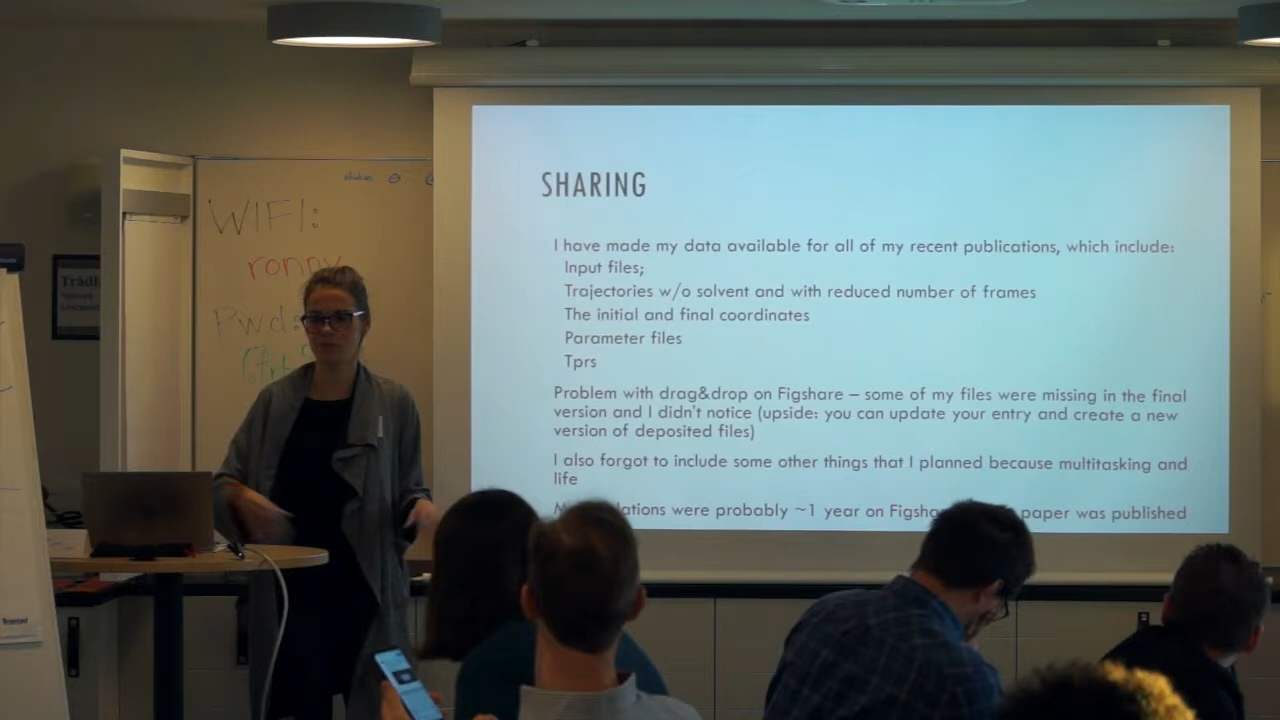 SHARING
I have made my data available for all of my recent publications, which include:
Input files;
Trajectories w/o solvent and with reduced number of frames
The initial and final coordinates
Parameter files
Tprs
Problem with drag&drop on Figshare – some of my files were missing in the final
version and I didn't notice (upside: you can update your entry and create a new
version of deposited files)
I also forgot to include some other things that I planned because multitasking and
life
were probably ~1 year on paper was published
WIFI:
ronny
Pwd: